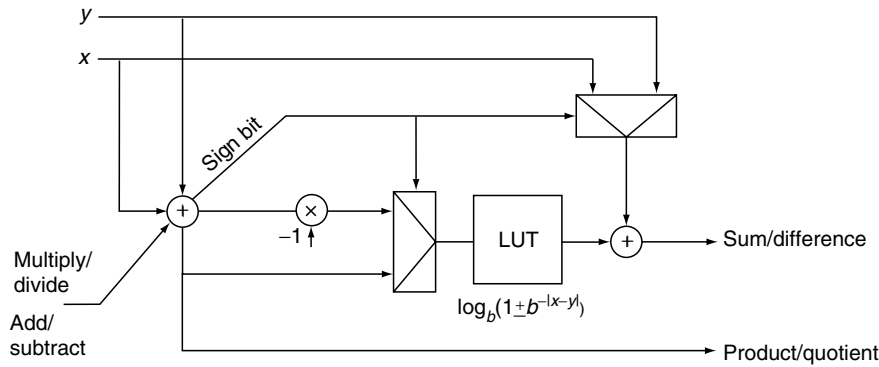 y
x
Sign bit
+
×
−1
LUT
+
Sum/difference
Multiply/
divide
log_b(1±b^{−|x−y|})
Add/
subtract
Product/quotient